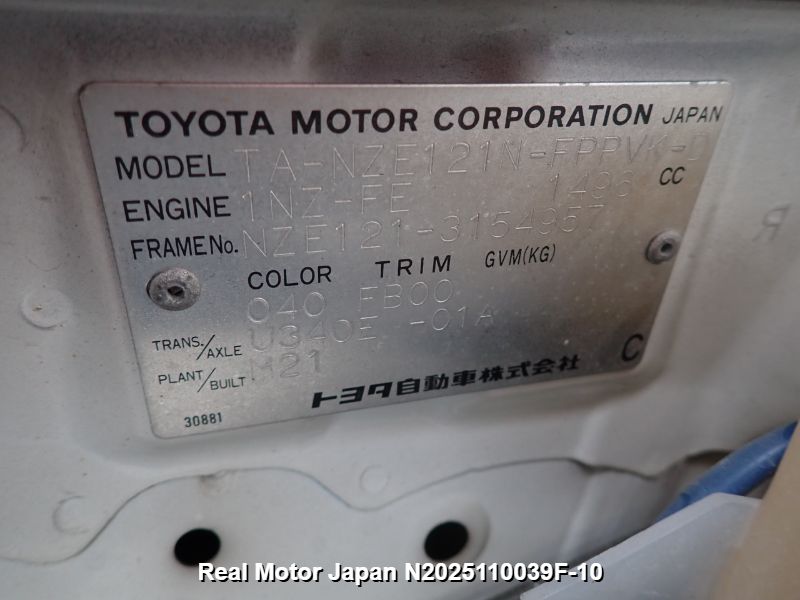 TOYOTA MOTOR CORPORATION JAPAN
MODEL TA-NZE121N-FPPVK-D
ENGINE 1NZ-FE 1496 CC
FRAME No. NZE121-3154957
COLOR TRIM GVM(KG)
040 FB00
TRANS./AXLE U340E -01A
PLANT/BUILT M21
C
トヨタ自動車株式会社
30881
R
Real Motor Japan N2025110039F-10